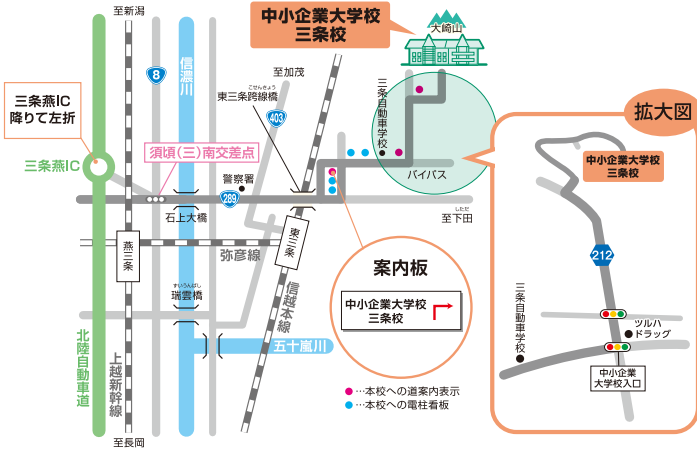 至新潟
中小企業大学校
三条校
大崎山
8
信濃川
至加茂
こせんきょう
東三条跨線橋
403
三条燕IC
降りて左折
三条燕IC
須頃(三)南交差点
警察署
289
石上大橋
三条自動車学校
バイパス
しただ
至下田
燕三条
弥彦線
東三条
ずいうんばし
瑞雲橋
信越本線
五十嵐川
北陸自動車道
上越新幹線
至長岡
案内板
中小企業大学校
三条校
…本校への道案内表示
…本校への電柱看板
拡大図
中小企業大学校
三条校
212
三条自動車学校
ツルハ
ドラッグ
中小企業
大学校入口